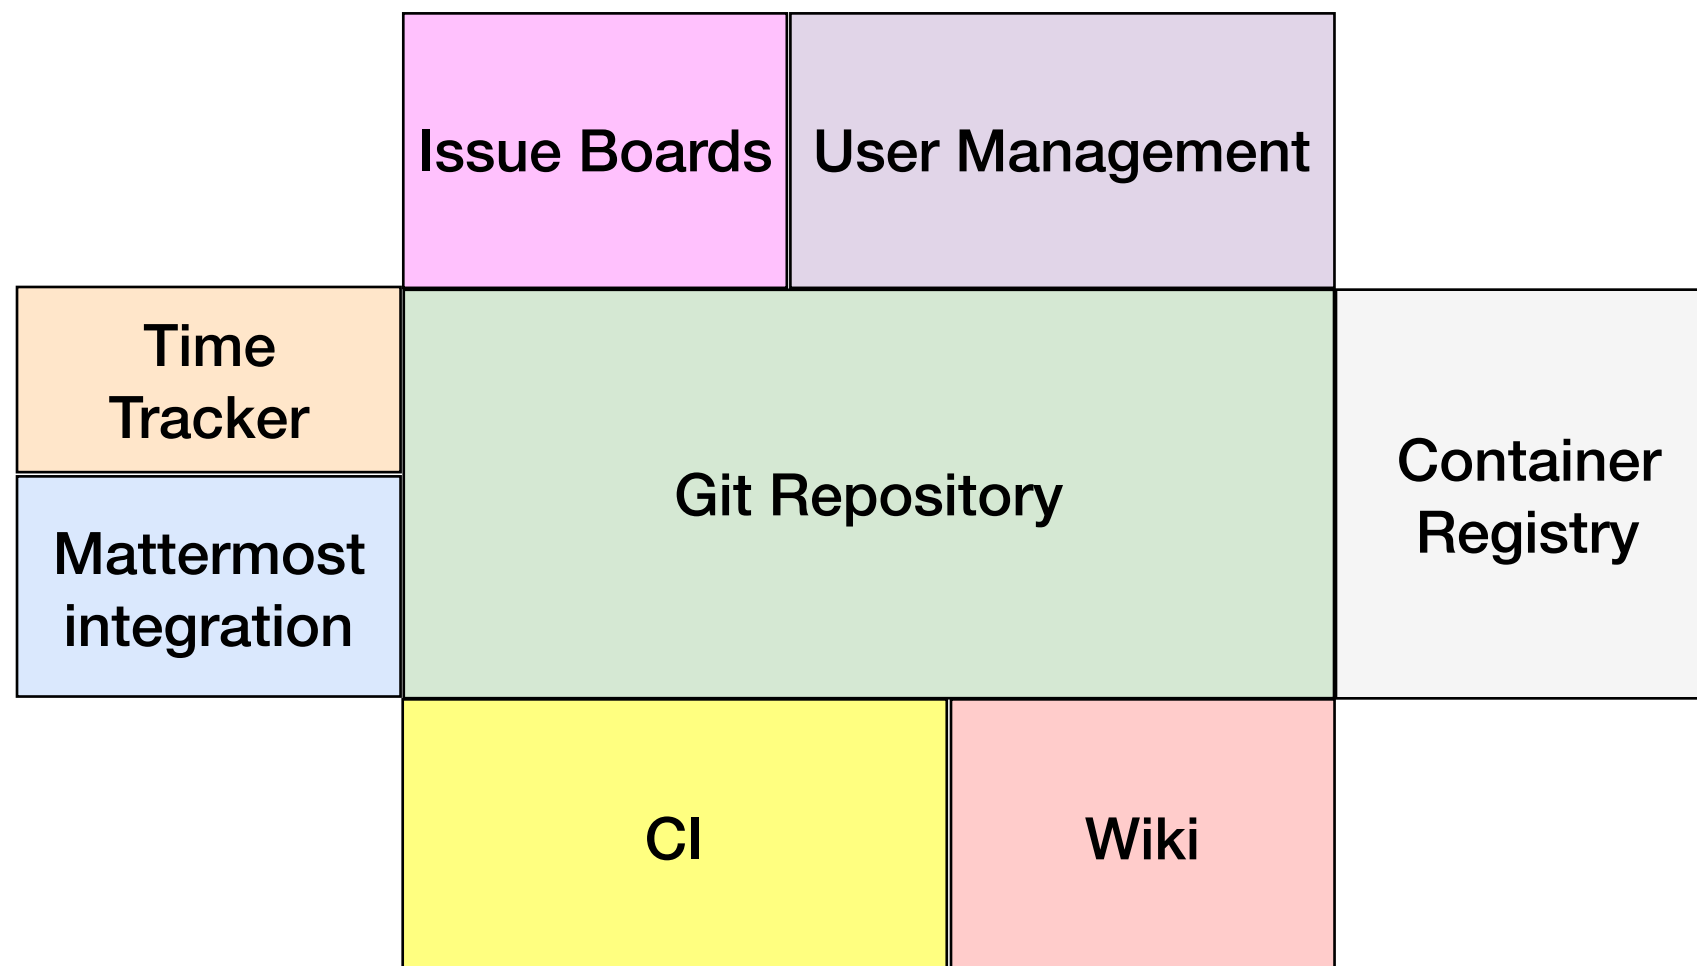 Issue Boards
User Management
Time
Tracker
Mattermost
integration
Git Repository
Container
Registry
CI
Wiki